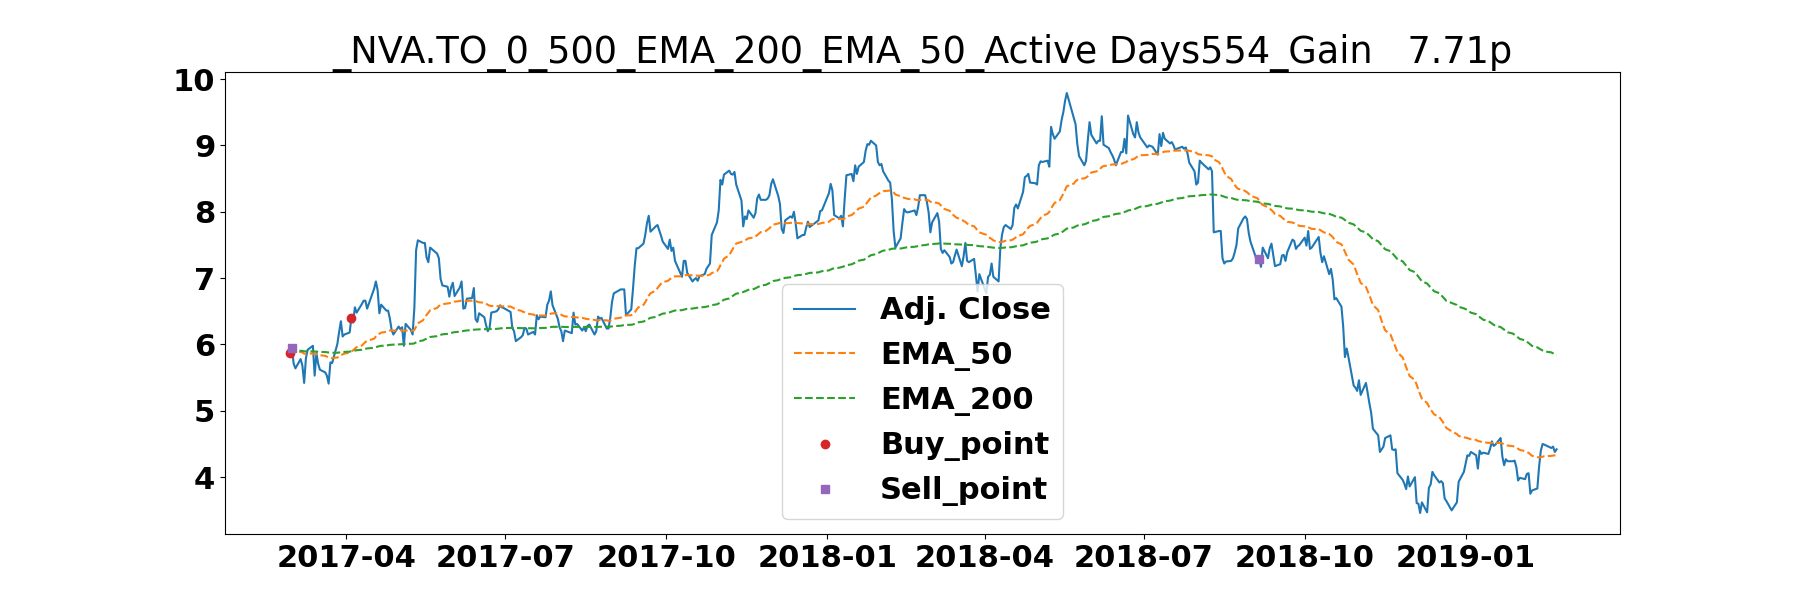 _NVA.TO_0_500_EMA_200_EMA_50_Active Days554_Gain   7.71p
10
9
8
7
6
5
4
Adj. Close
EMA_50
EMA_200
Buy_point
Sell_point
2017-04 2017-07 2017-10 2018-01 2018-04 2018-07 2018-10 2019-01